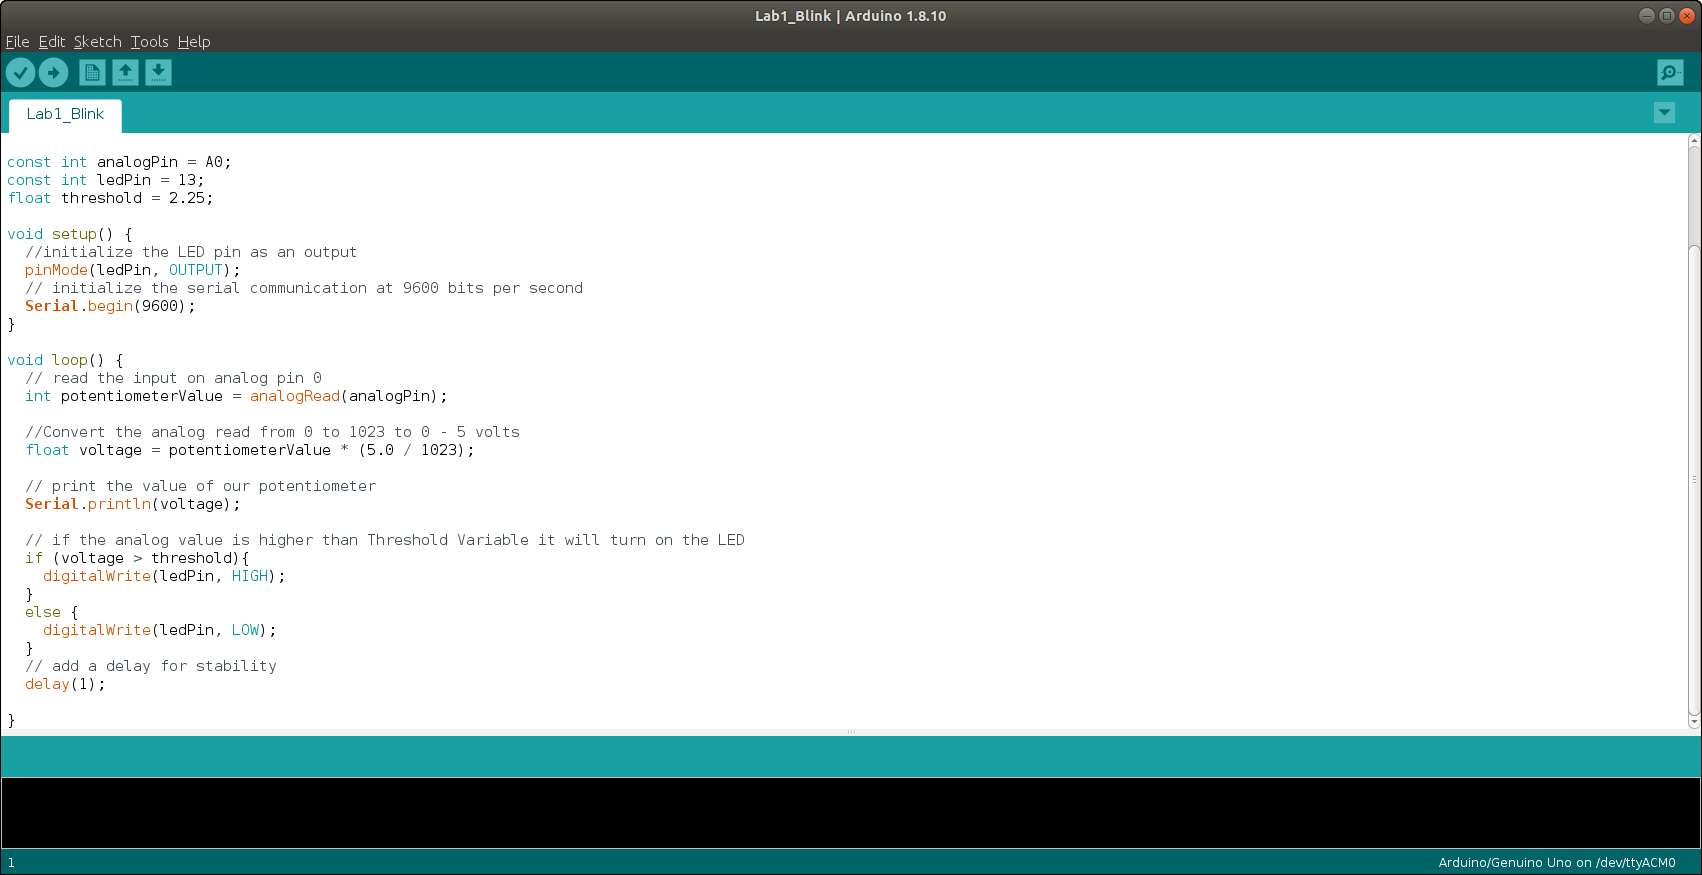 Lab1_Blink | Arduino 1.8.10
File Edit Sketch Tools Help
Lab1_Blink
const int analogPin = A0;
const int ledPin = 13;
float threshold = 2.25;
void setup() {
  //initialize the LED pin as an output
  pinMode(ledPin, OUTPUT);
  // initialize the serial communication at 9600 bits per second
  Serial.begin(9600);
}
void loop() {
  // read the input on analog pin 0
  int potentiometerValue = analogRead(analogPin);
  //Convert the analog read from 0 to 1023 to 0 - 5 volts
  float voltage = potentiometerValue * (5.0 / 1023);
  // print the value of our potentiometer
  Serial.println(voltage);
  // if the analog value is higher than Threshold Variable it will turn on the LED
  if (voltage > threshold){
    digitalWrite(ledPin, HIGH);
  }
  else {
    digitalWrite(ledPin, LOW);
  }
  // add a delay for stability
  delay(1);
}
1 Arduino/Genuino Uno on /dev/ttyACM0